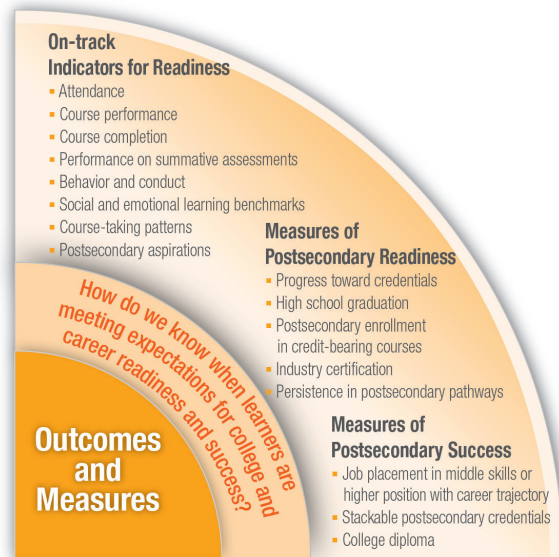 On-track
Indicators for Readiness
▪ Attendance
▪ Course performance
▪ Course completion
▪ Performance on summative assessments
▪ Behavior and conduct
▪ Social and emotional learning benchmarks
▪ Course-taking patterns
▪ Postsecondary aspirations
Measures of
Postsecondary Readiness
▪ Progress toward credentials
▪ High school graduation
▪ Postsecondary enrollment
in credit-bearing courses
▪ Industry certification
▪ Persistence in postsecondary pathways
Measures of
Postsecondary Success
▪ Job placement in middle skills or
higher position with career trajectory
▪ Stackable postsecondary credentials
▪ College diploma
How do we know when learners are
meeting expectations for college and
career readiness and success?
Outcomes
and
Measures